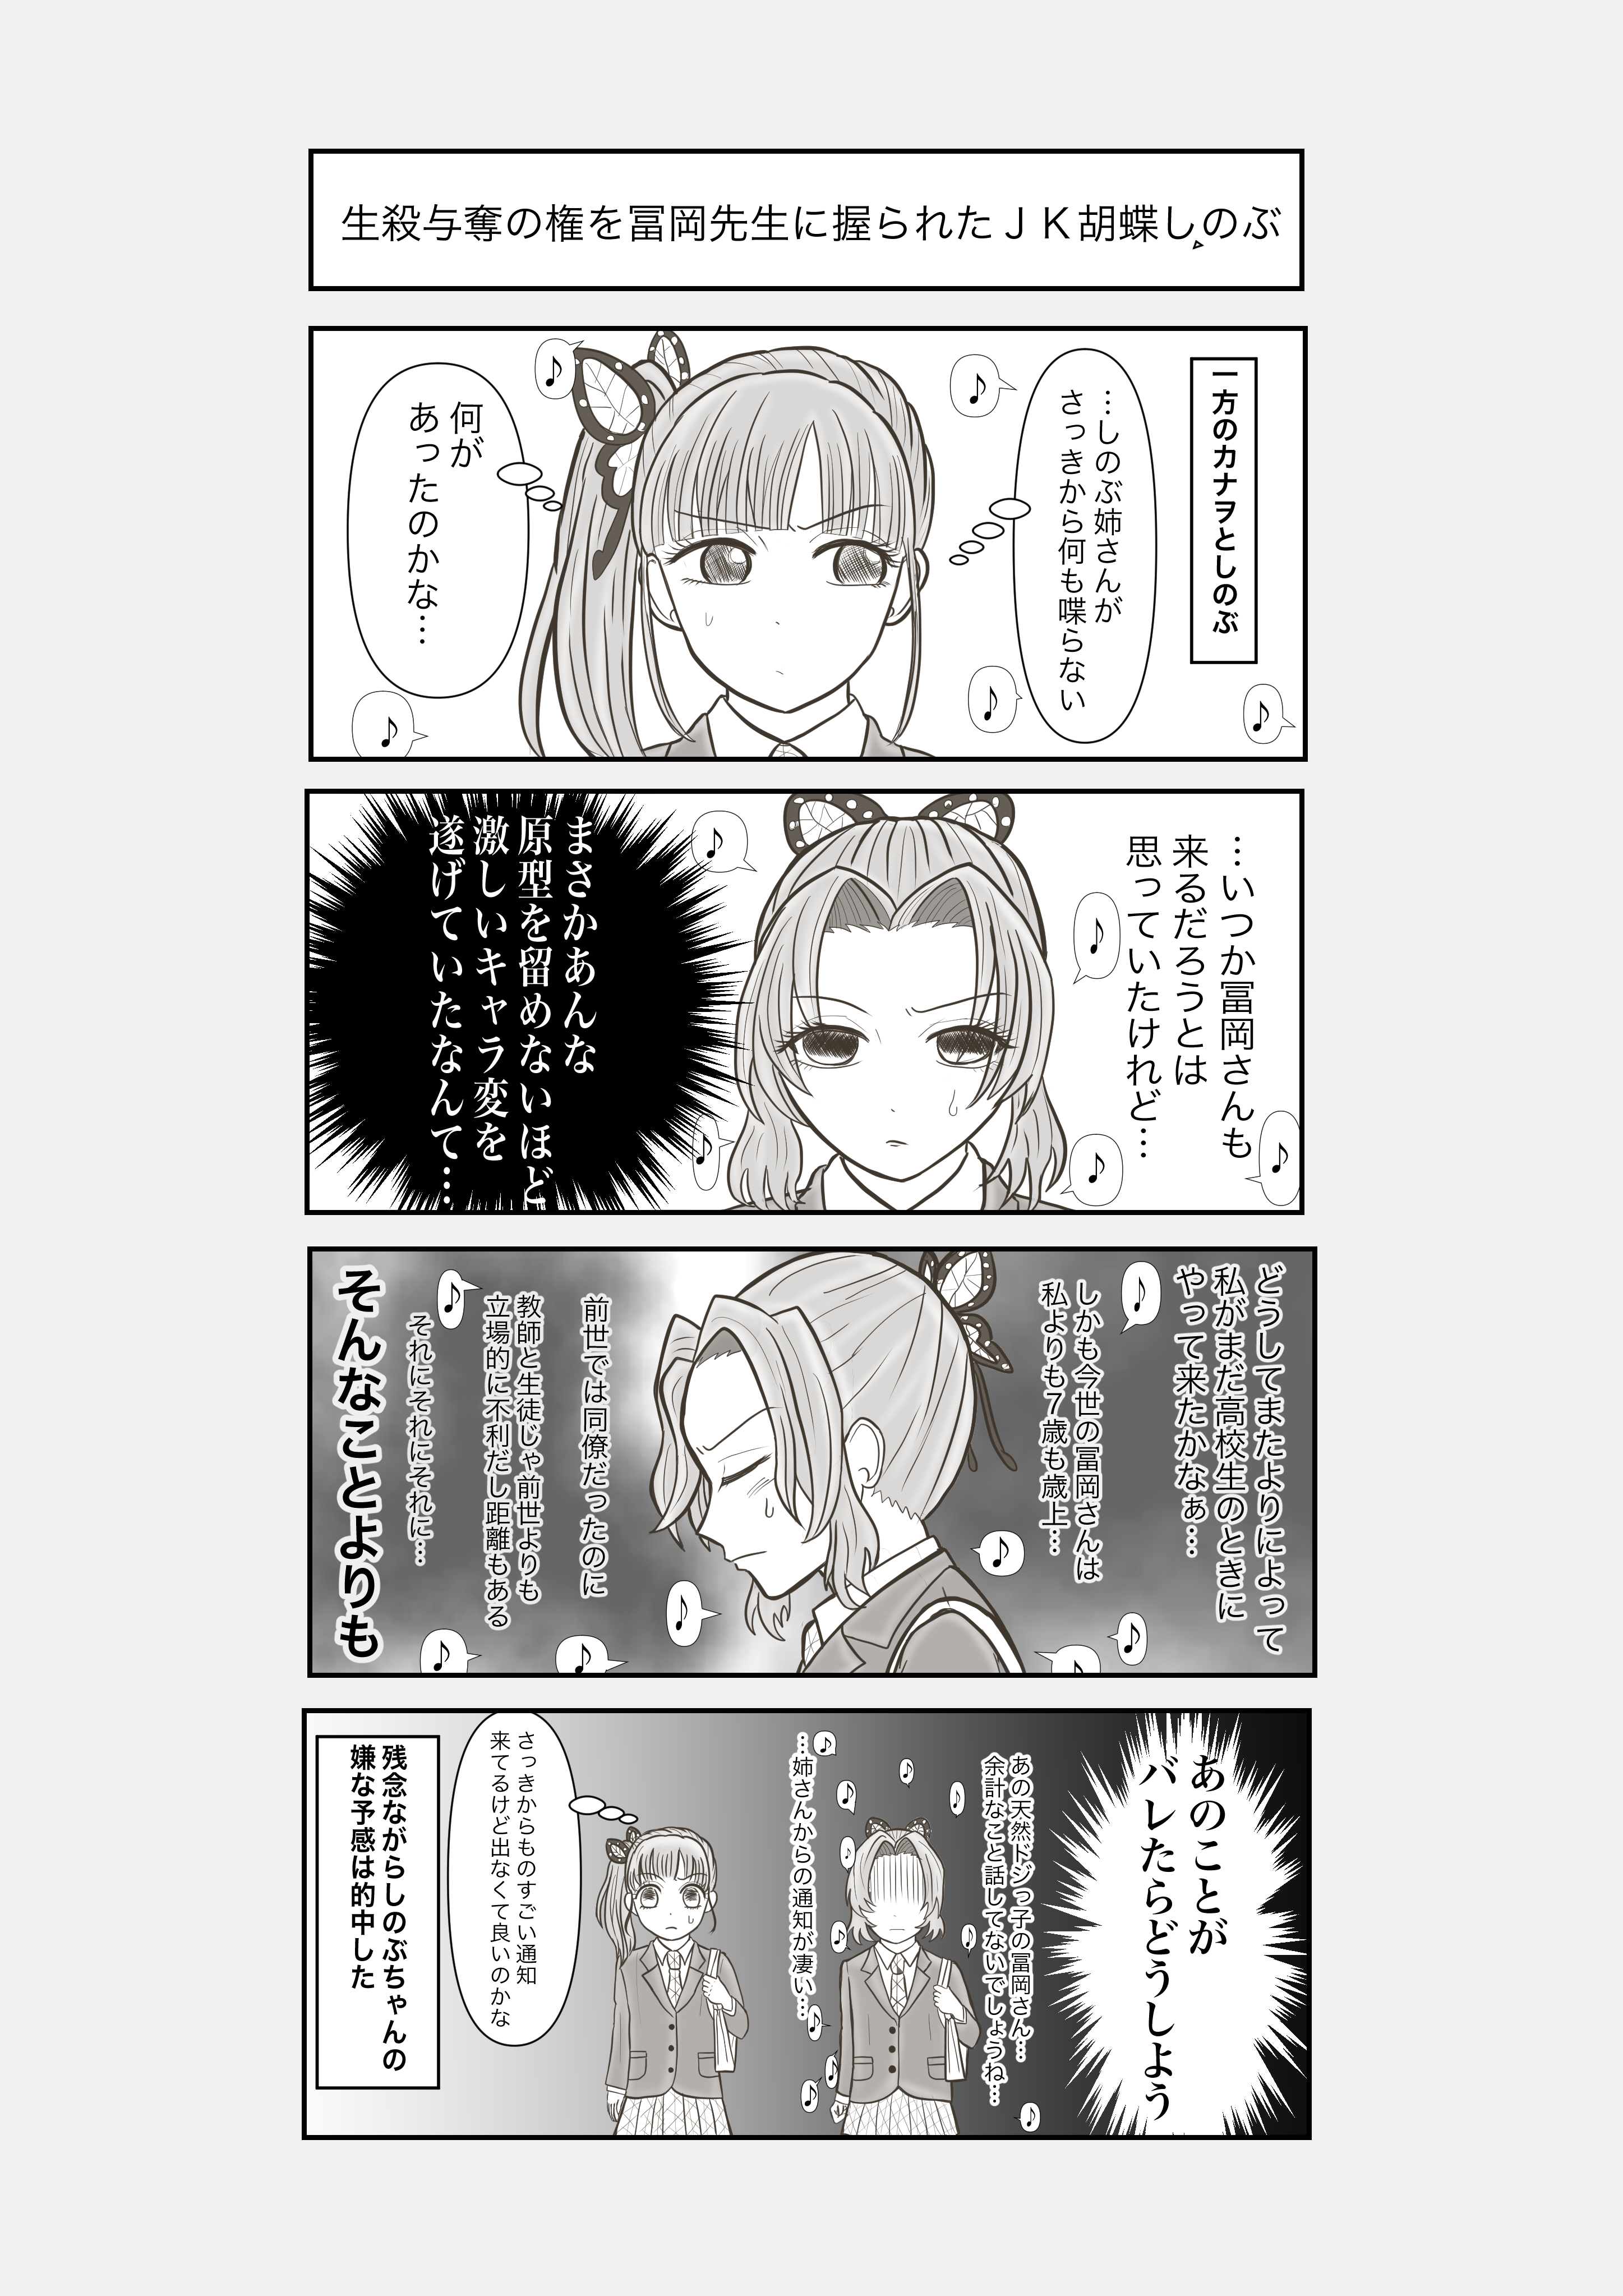 生殺与奪の権を冨岡先生に握られたＪＫ胡蝶しのぶ
一方のカナヲとしのぶ
…しのぶ姉さんが
さっきから何も喋らない
何が
あったのかな…
♪
♪
♪
♪
♪
…いつか冨岡さんも
来るだろうとは
思っていたけれど…
まさかあんな
原型を留めないほど
激しいキャラ変を
遂げていたなんて…
♪
♪
♪
♪
♪
どうしてまたよりによって
私がまだ高校生のときに
やって来たかなぁ…
しかも今世の冨岡さんは
私よりも７歳も歳上…
前世では同僚だったのに
教師と生徒じゃ前世よりも
立場的に不利だし距離もある
それにそれにそれに…
そんなことよりも
♪
♪
♪
♪
♪
♪
♪
♪
あのことが
バレたらどうしよう
あの天然ドジっ子の冨岡さん…
余計なこと話してないでしょうね…
…姉さんからの通知が凄い…
♪
♪
♪
♪
♪
♪
♪
♪
♪
♪
♪
さっきからものすごい通知
来てるけど出なくて良いのかな
残念ながらしのぶちゃんの
嫌な予感は的中した